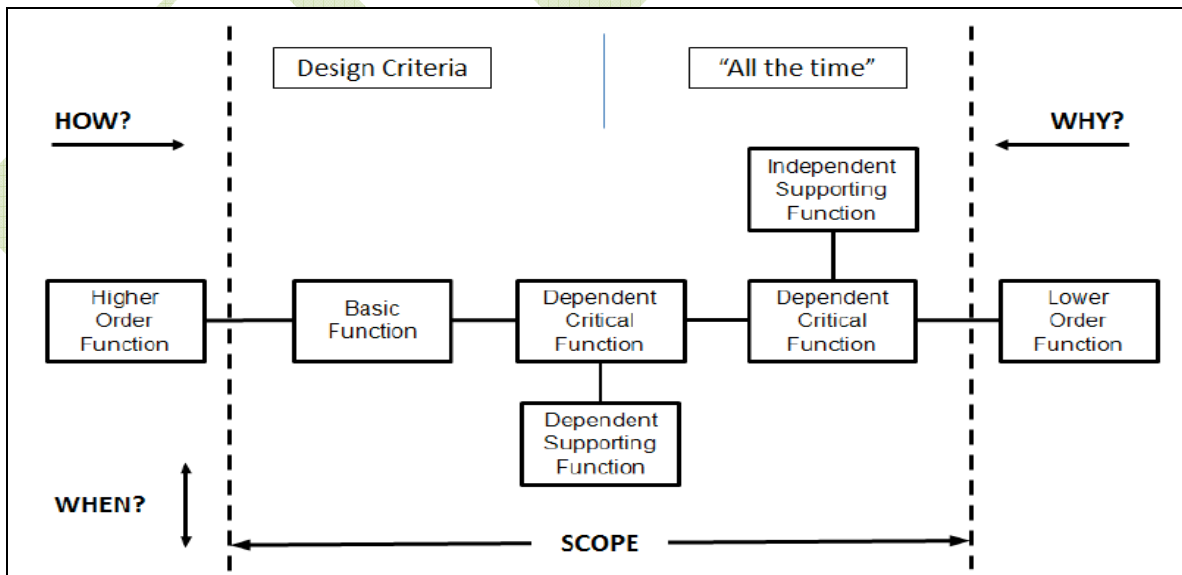 Design Criteria
“All the time”
HOW?
WHY?
Independent
Supporting
Function
Higher
Order
Function
Basic
Function
Dependent
Critical
Function
Dependent
Critical
Function
Lower
Order
Function
Dependent
Supporting
Function
WHEN?
SCOPE